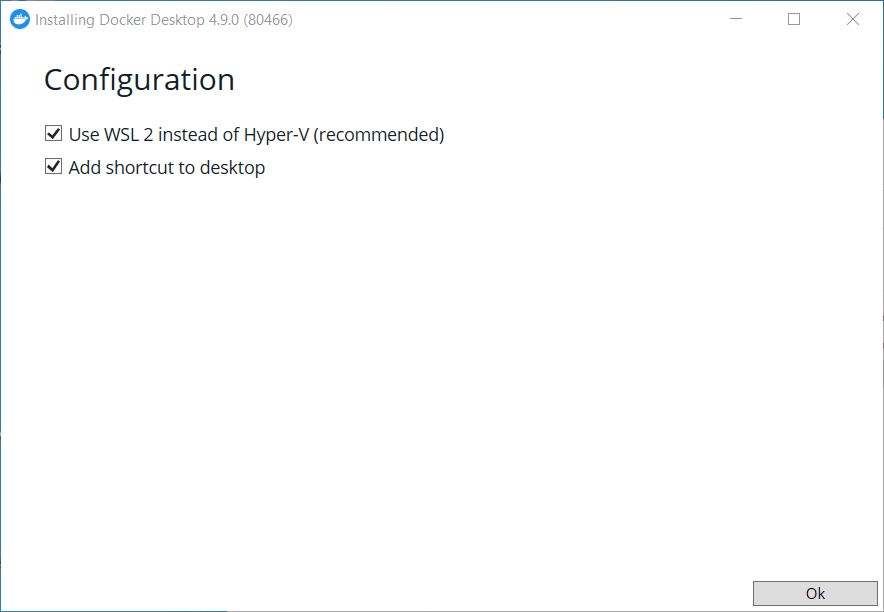 Installing Docker Desktop 4.9.0 (80466)
Configuration
Use WSL 2 instead of Hyper-V (recommended)
Add shortcut to desktop
Ok